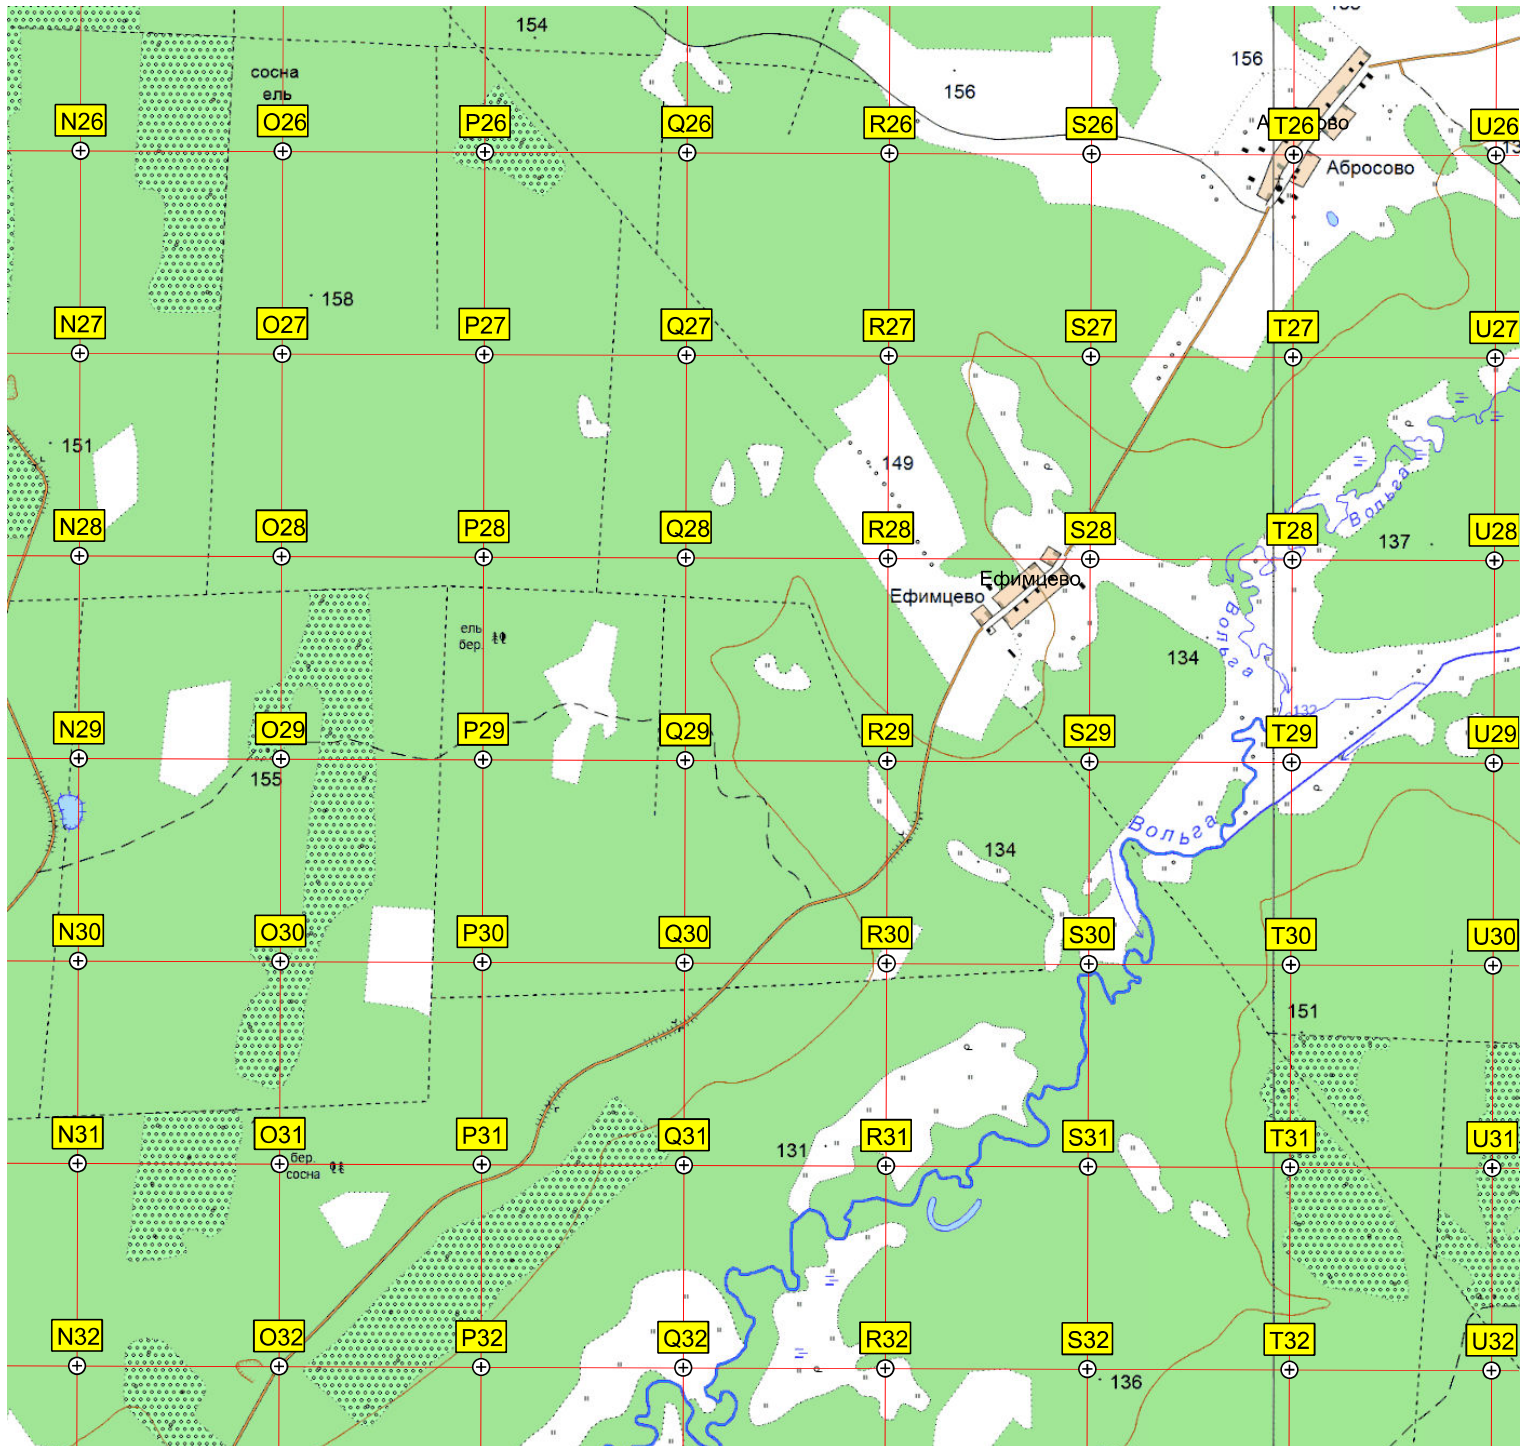 154
156
156
сосна
ель
N26
O26
P26
Q26
R26
S26
T26
U26
Абросово
158
N27
O27
P27
Q27
R27
S27
T27
U27
151
149
Вольга
N28
O28
P28
Q28
R28
S28
T28
U28
137
Ефимцево
Ефимцево
Вольга
ель
бер.
134
132
N29
O29
P29
Q29
R29
S29
T29
U29
155
Вольга
134
N30
O30
P30
Q30
R30
S30
T30
U30
151
N31
O31
P31
Q31
R31
S31
T31
U31
131
бер.
сосна
N32
O32
P32
Q32
R32
S32
T32
U32
136